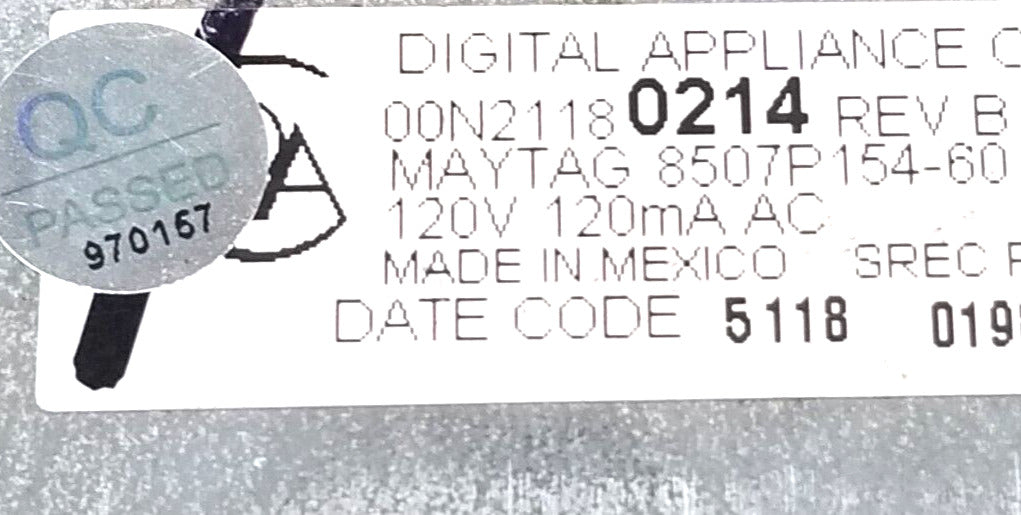 QC
PASSED
970167
DIGITAL APPLIANCE C
00N2118 0214 REV B
MAYTAG 8507P154-60
120V 120mA AC
MADE IN MEXICO SREC
DATE CODE 5118 019